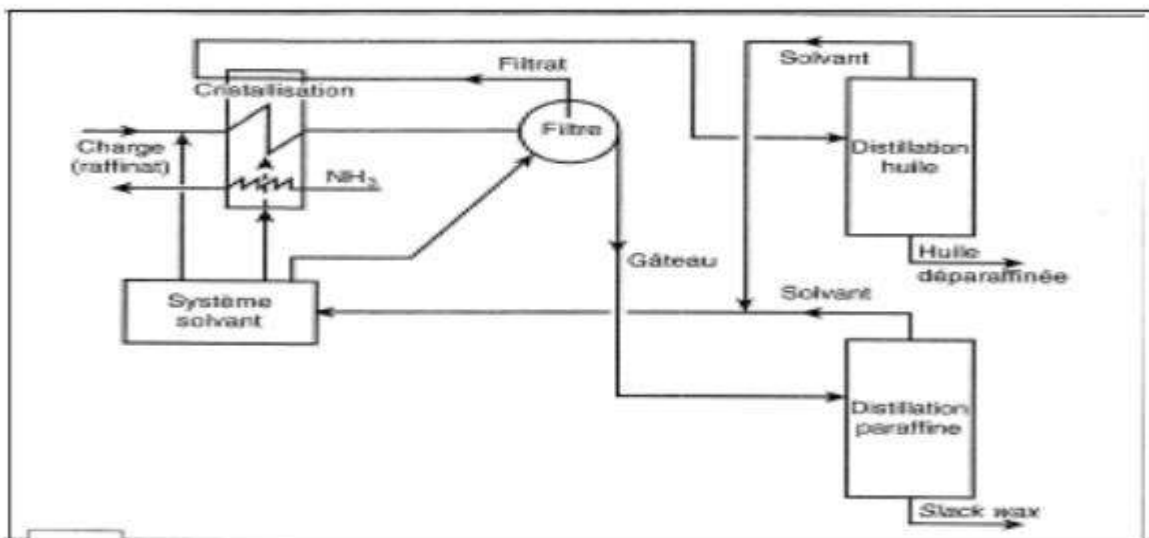 Solvant
Filtrat
Cristallisation
Filtre
Charge
(raffinat)
NH₃
Distillation
huile
Gâteau
Huile
déparaffinée
Solvant
Système
solvant
Distillation
paraffine
Slack wax